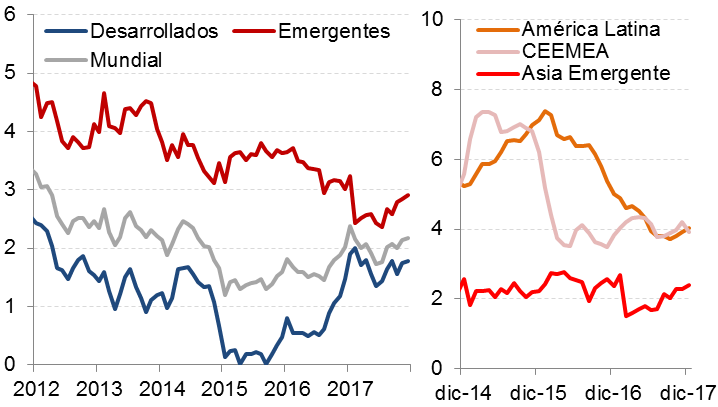 Desarrollados
Emergentes
Mundial
6
5
4
3
2
1
0
2012
2013
2014
2015
2016
2017
América Latina
CEEMEA
Asia Emergente
10
8
6
4
2
0
dic-14
dic-15
dic-16
dic-17